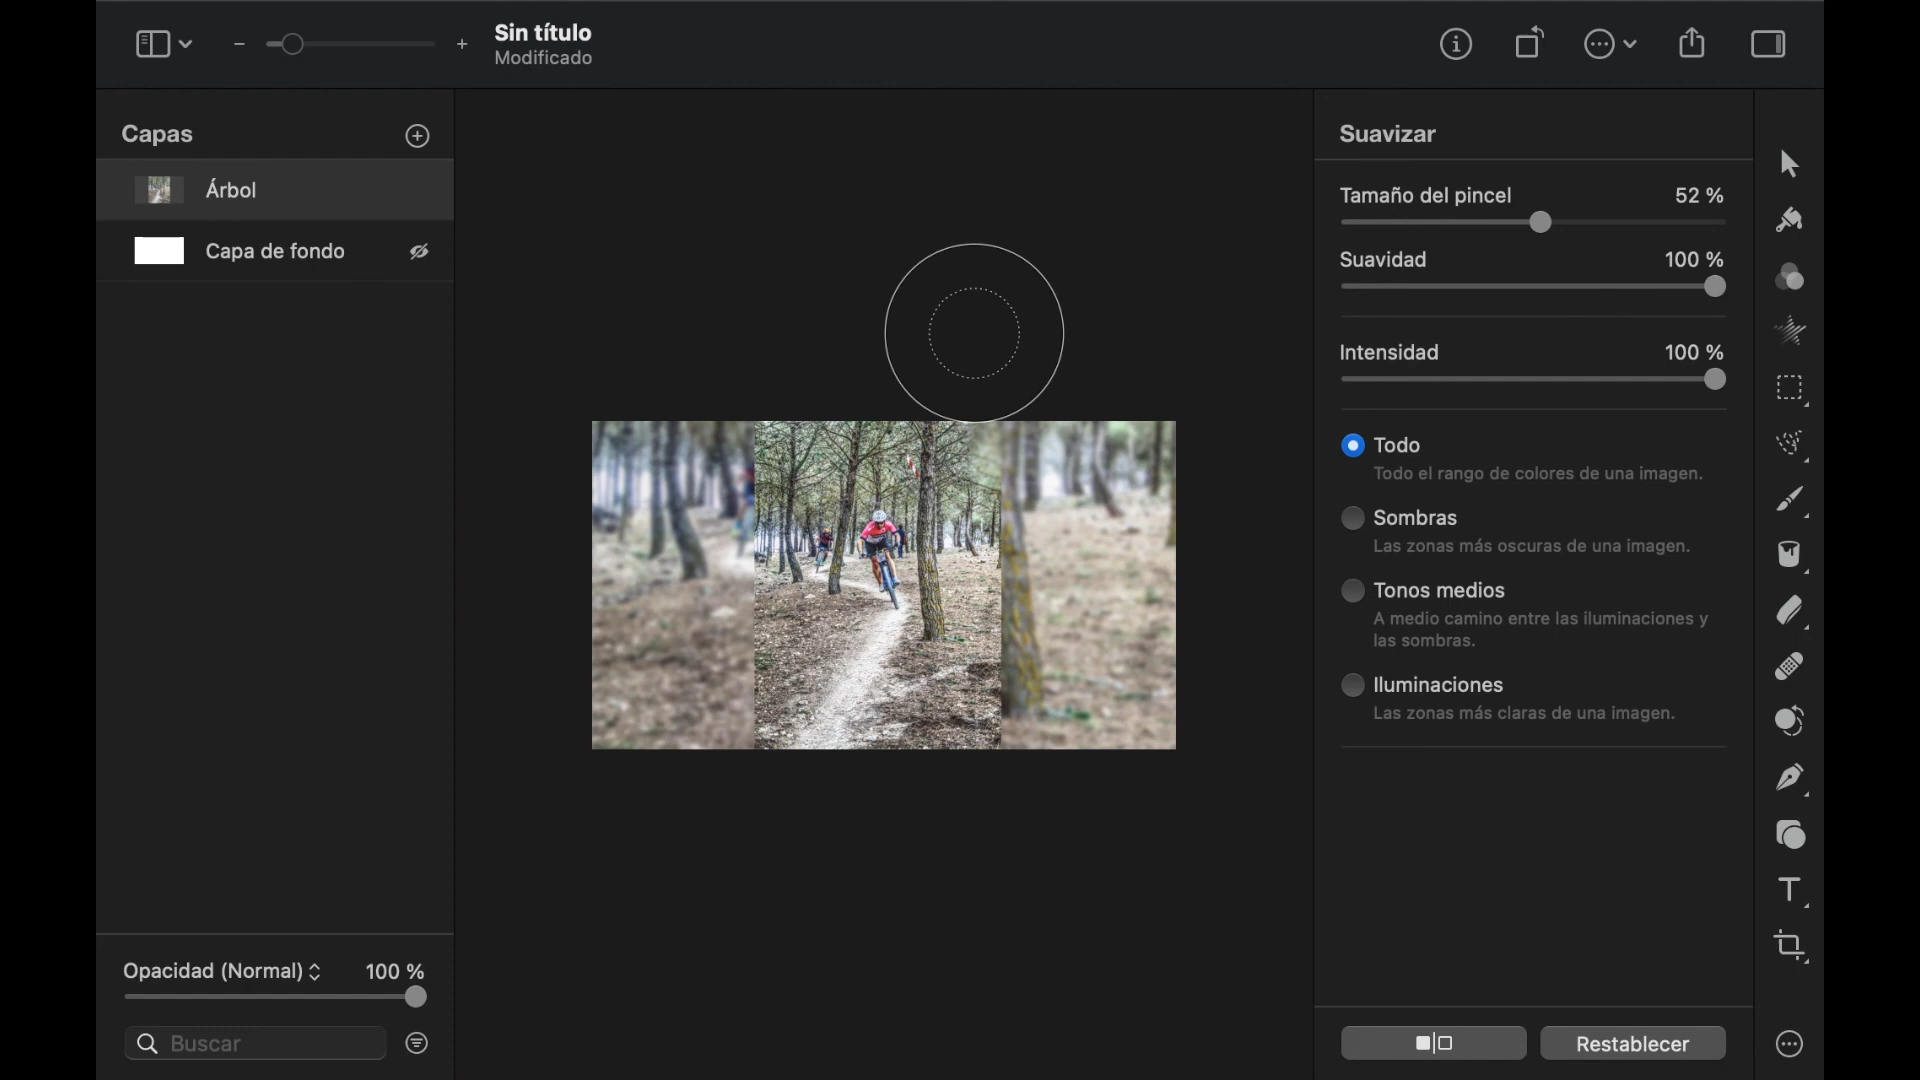 Sin título
Modificado
Capas
Árbol
Capa de fondo
Opacidad (Normal) 100 %
Buscar
Suavizar
Tamaño del pincel 52 %
Suavidad 100 %
Intensidad 100 %
Todo
Todo el rango de colores de una imagen.
Sombras
Las zonas más oscuras de una imagen.
Tonos medios
A medio camino entre las iluminaciones y
las sombras.
Iluminaciones
Las zonas más claras de una imagen.
Restablecer